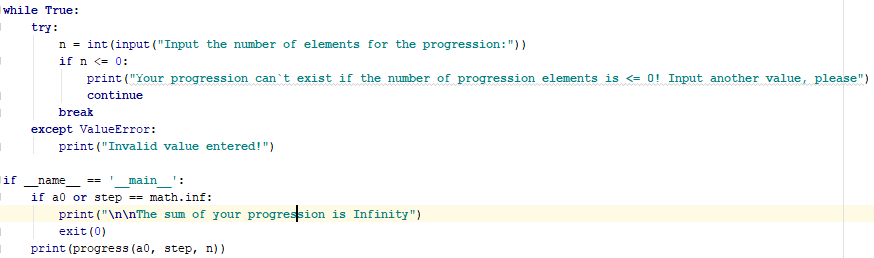 while True:
    try:
        n = int(input("Input the number of elements for the progression:"))
        if n <= 0:
            print("Your progression can`t exist if the number of progression elements is <= 0! Input another value, please")
            continue
        break
    except ValueError:
        print("Invalid value entered!")
if __name__ == '__main__':
    if a0 or step == math.inf:
        print("\n\nThe sum of your progression is Infinity")
        exit(0)
    print(progress(a0, step, n))